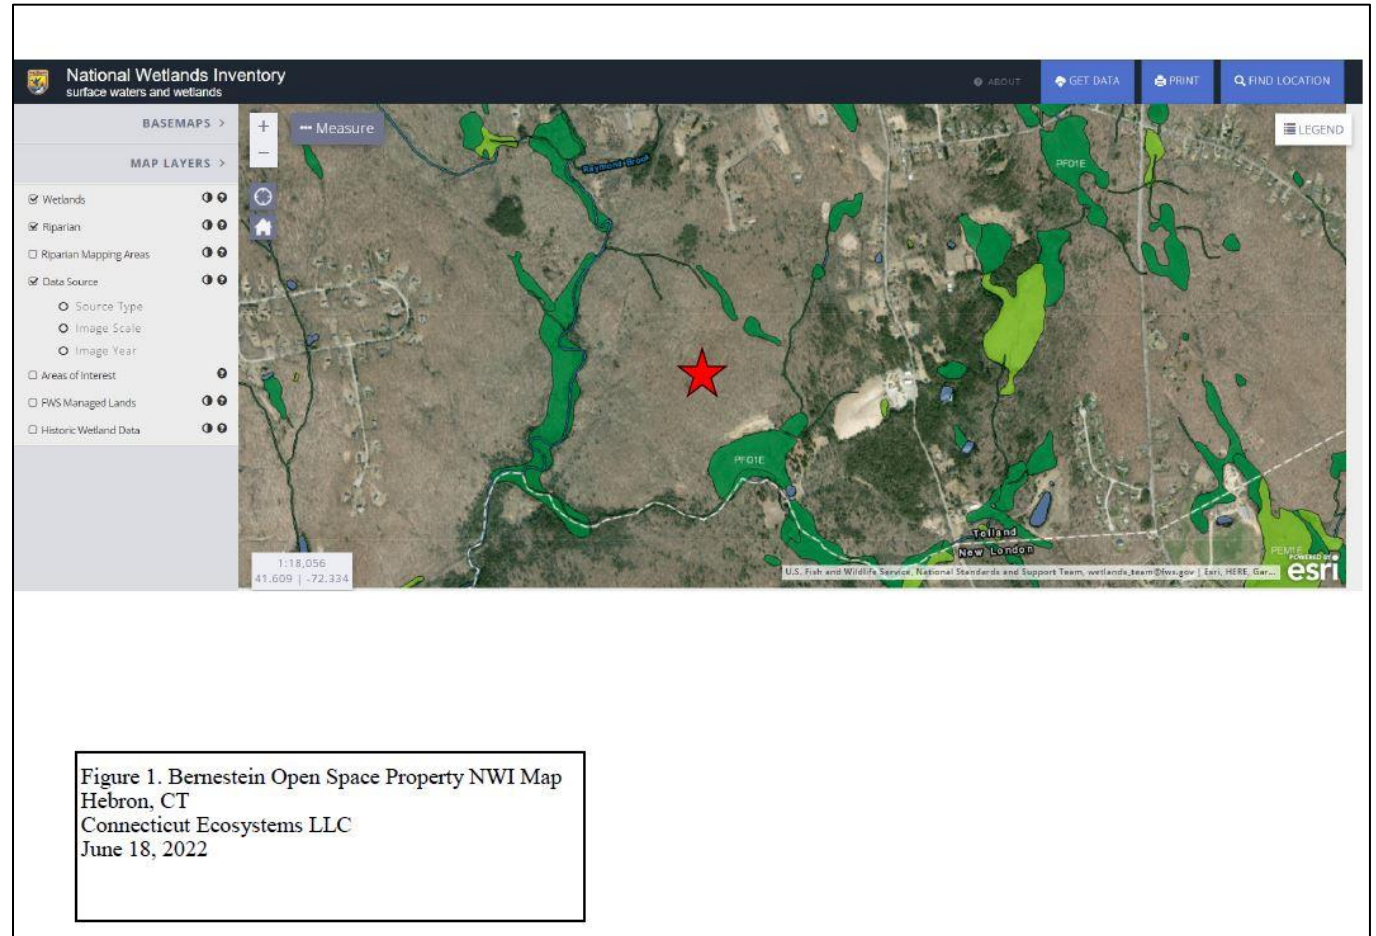 National Wetlands Inventory
surface waters and wetlands
ABOUT
GET DATA
PRINT
FIND LOCATION
BASEMAPS >
MAP LAYERS >
Wetlands
Riparian
Riparian Mapping Areas
Data Source
Source Type
Image Scale
Image Year
Areas of Interest
FWS Managed Lands
Historic Wetland Data
+
Measure
−
LEGEND
Raymond Brook
PFO1E
PFO1E
Tolland
New London
PEM1E
1:18,056
41.609 | -72.334
U.S. Fish and Wildlife Service, National Standards and Support Team, wetlands_team@fws.gov | Esri, HERE, Gar...
POWERED BY
esri
Figure 1. Bernestein Open Space Property NWI Map
Hebron, CT
Connecticut Ecosystems LLC
June 18, 2022